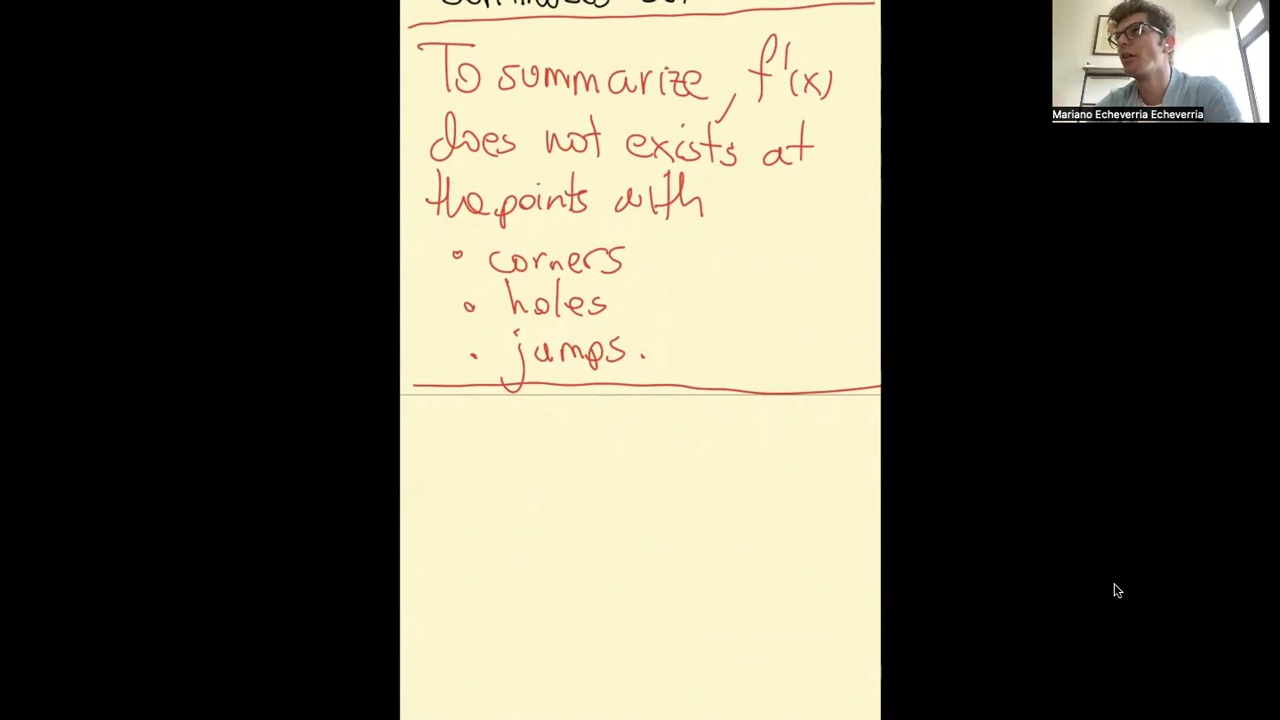 To summarize, f'(x)
does not exists at
the points with
• corners
• holes
• jumps.
Mariano Echeverria Echeverria